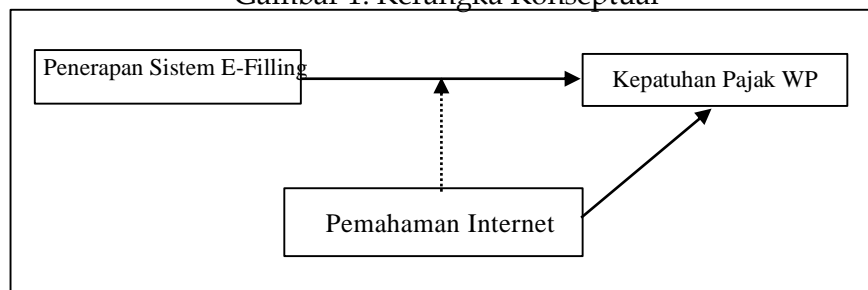 Gambar 1. Kerangka Konseptual
Penerapan Sistem E-Filling
Kepatuhan Pajak WP
Pemahaman Internet